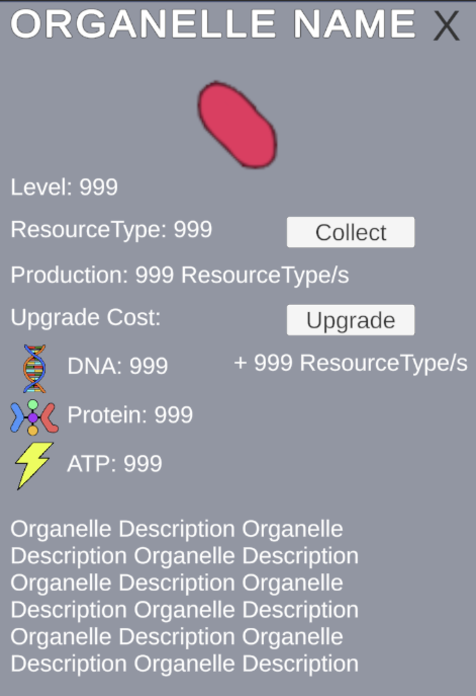 ORGANELLE NAME X
Level: 999
ResourceType: 999 Collect
Production: 999 ResourceType/s
Upgrade Cost: Upgrade
DNA: 999 + 999 ResourceType/s
Protein: 999
ATP: 999
Organelle Description Organelle
Description Organelle Description
Organelle Description Organelle
Description Organelle Description
Organelle Description Organelle
Description Organelle Description